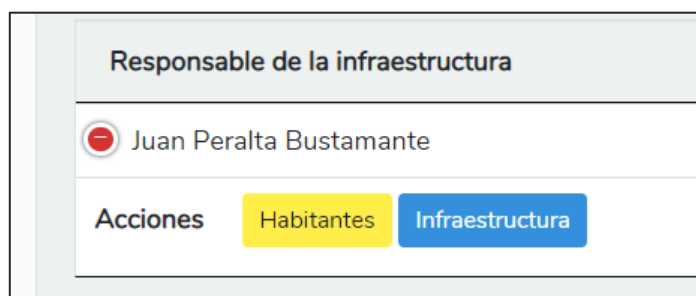 Responsable de la infraestructura
Juan Peralta Bustamante
Acciones Habitantes Infraestructura